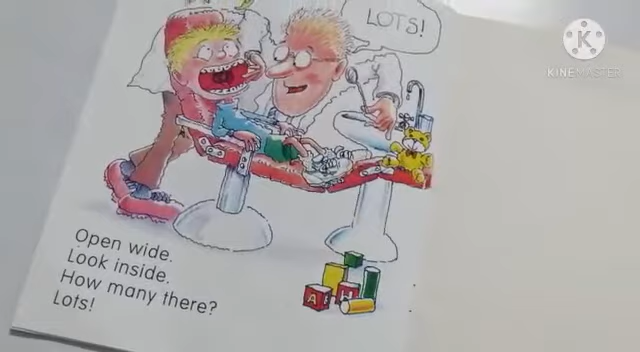 LOTS!
KINEMASTER
Open wide.
Look inside.
How many there?
Lots!
A